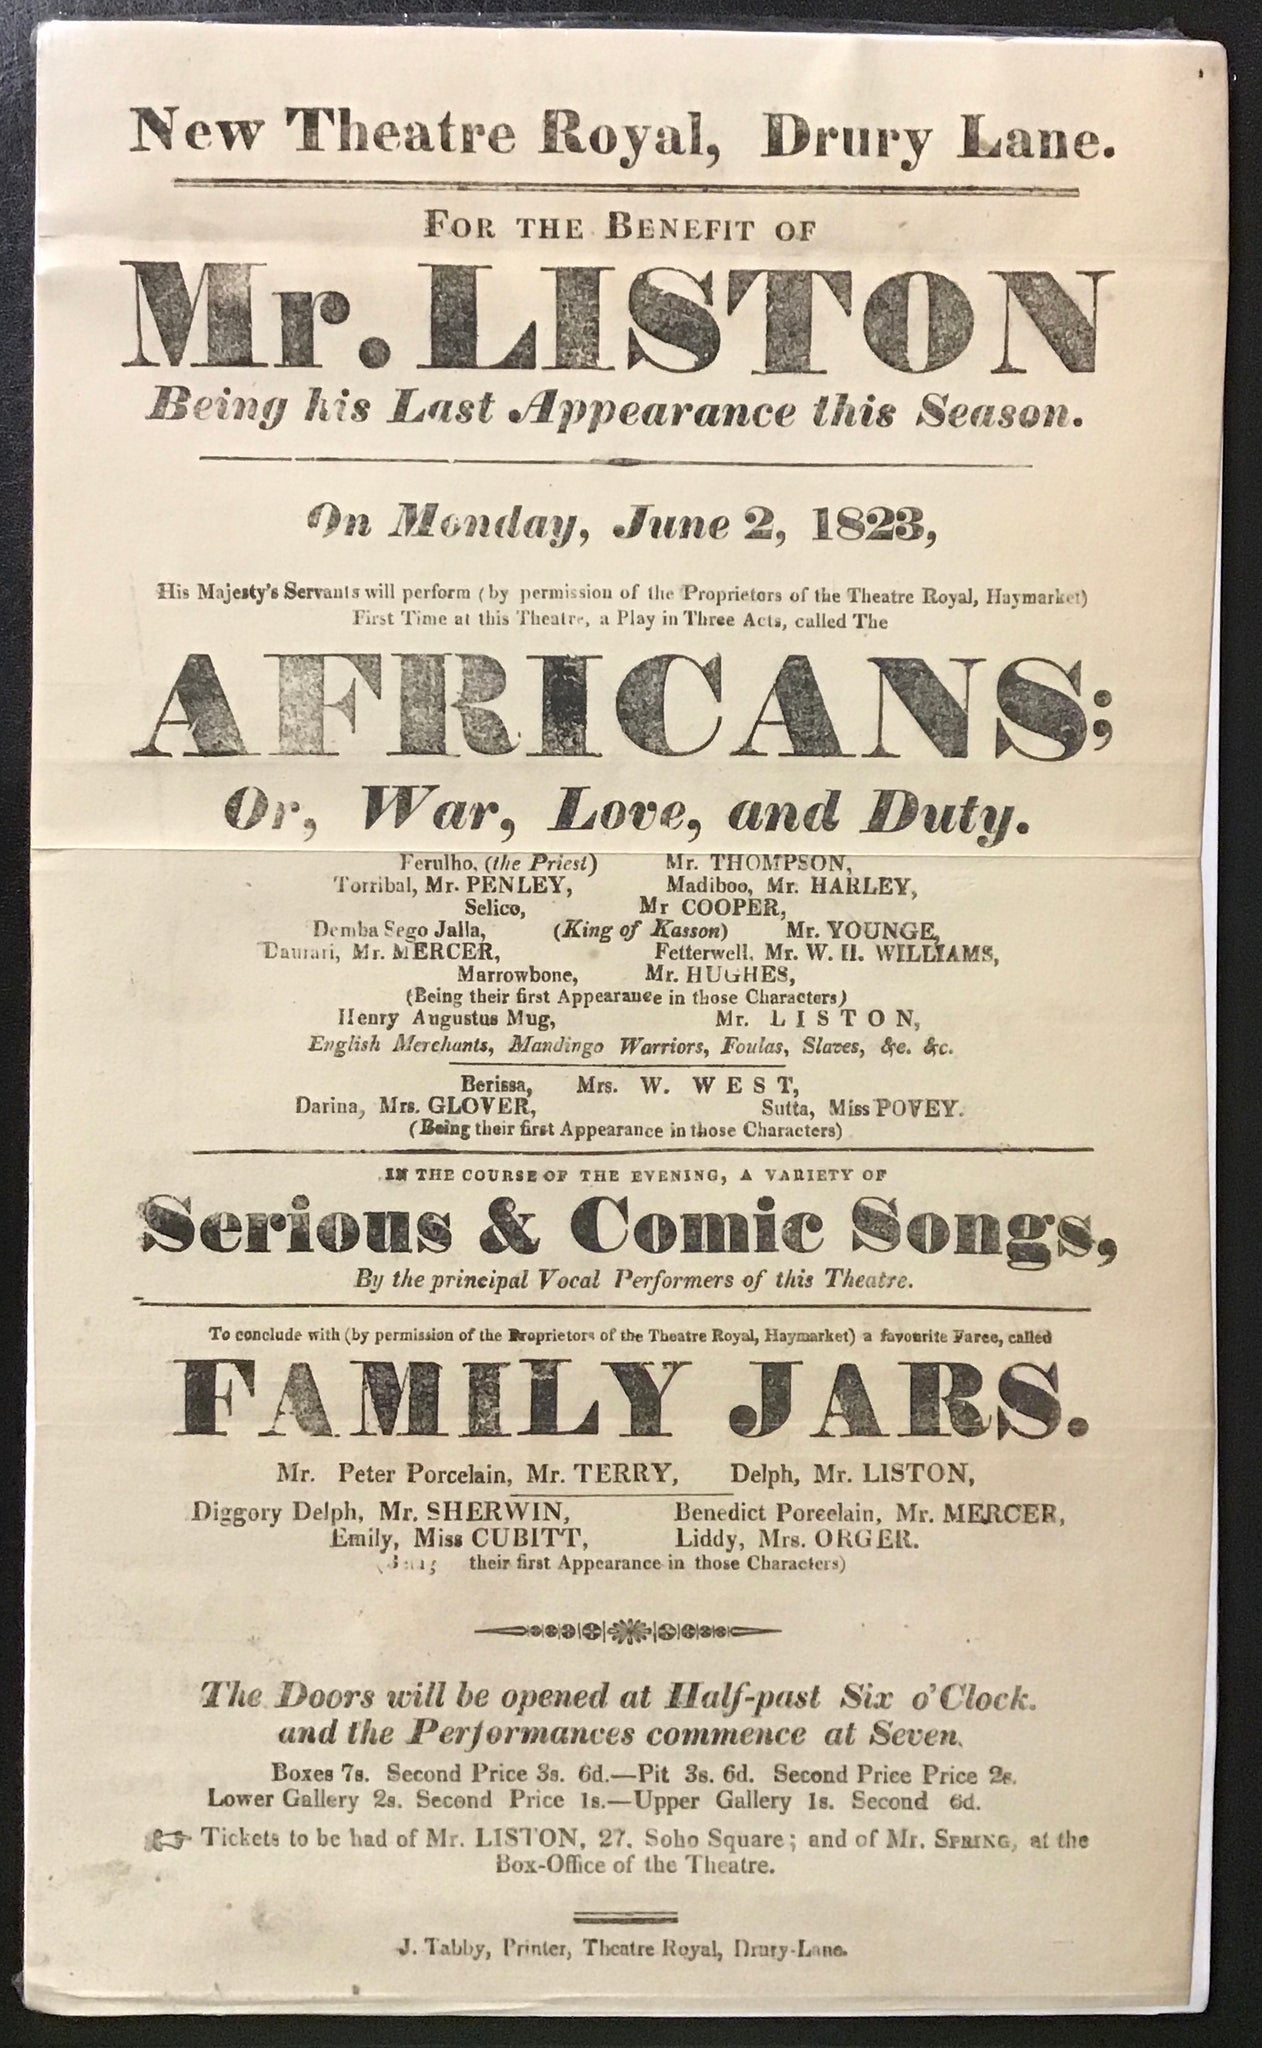 New Theatre Royal, Drury Lane.
FOR THE BENEFIT OF
Mr. LISTON
Being his Last Appearance this Season.
On Monday, June 2, 1823,
His Majesty's Servants will perform (by permission of the Proprietors of the Theatre Royal, Haymarket)
First Time at this Theatre, a Play in Three Acts, called The
AFRICANS;
Or, War, Love, and Duty.
Ferulho, (the Priest) Mr. THOMPSON,
Torribal, Mr. PENLEY, Madiboo, Mr. HARLEY,
Selico, Mr COOPER,
Demba Sego Jalla, (King of Kasson) Mr. YOUNGE,
Daurari, Mr. MERCER, Fetterwell, Mr. W. H. WILLIAMS,
Marrowbone, Mr. HUGHES,
(Being their first Appearance in those Characters)
Henry Augustus Mug, Mr. LISTON,
English Merchants, Mandingo Warriors, Foulas, Slaves, &c. &c.
Berissa, Mrs. W. WEST,
Darina, Mrs. GLOVER, Sutta, Miss POVEY.
(Being their first Appearance in those Characters)
IN THE COURSE OF THE EVENING, A VARIETY OF
Serious & Comic Songs,
By the principal Vocal Performers of this Theatre.
To conclude with (by permission of the Proprietors of the Theatre Royal, Haymarket) a favourite Farce, called
FAMILY JARS.
Mr. Peter Porcelain, Mr. TERRY, Delph, Mr. LISTON,
Diggory Delph, Mr. SHERWIN, Benedict Porcelain, Mr. MERCER,
Emily, Miss CUBITT, Liddy, Mrs. ORGER.
their first Appearance in those Characters)
The Doors will be opened at Half-past Six o'Clock.
and the Performances commence at Seven.
Boxes 7s. Second Price 3s. 6d.—Pit 3s. 6d. Second Price Price 2s.
Lower Gallery 2s. Second Price 1s.—Upper Gallery 1s. Second 6d.
☞ Tickets to be had of Mr. LISTON, 27, Soho Square; and of Mr. SPRING, at the
Box-Office of the Theatre.
J. Tabby, Printer, Theatre Royal, Drury-Lane.